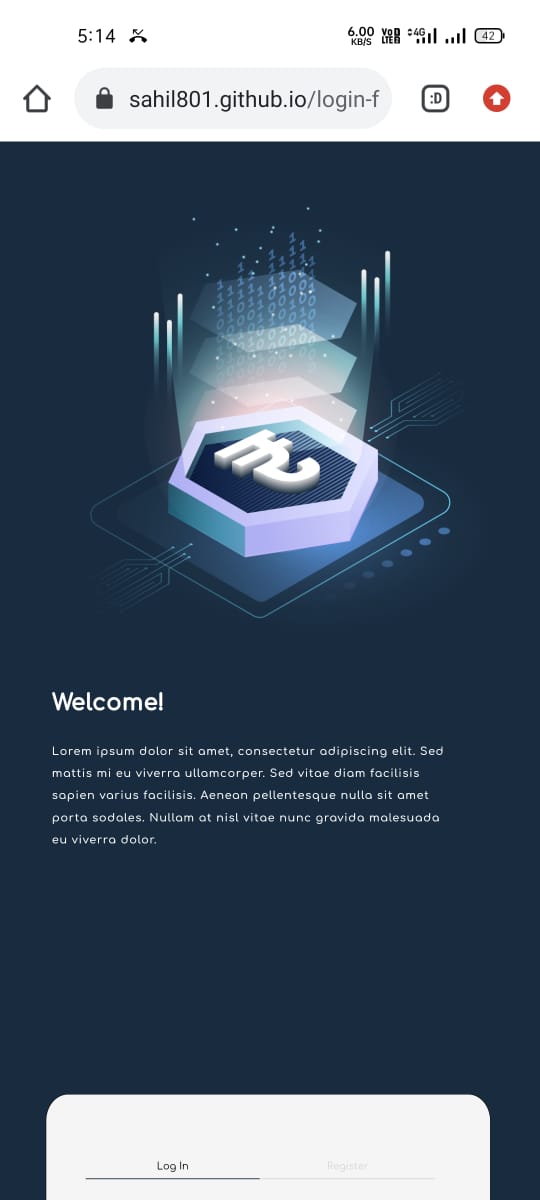 5:14
6.00 KB/S VoD LTE2 4G 42
sahil801.github.io/login-f
:D
Welcome!
Lorem ipsum dolor sit amet, consectetur adipiscing elit. Sed
mattis mi eu viverra ullamcorper. Sed vitae diam facilisis
sapien varius facilisis. Aenean pellentesque nulla sit amet
porta sodales. Nullam at nisl vitae nunc gravida malesuada
eu viverra dolor.
Log In
Register